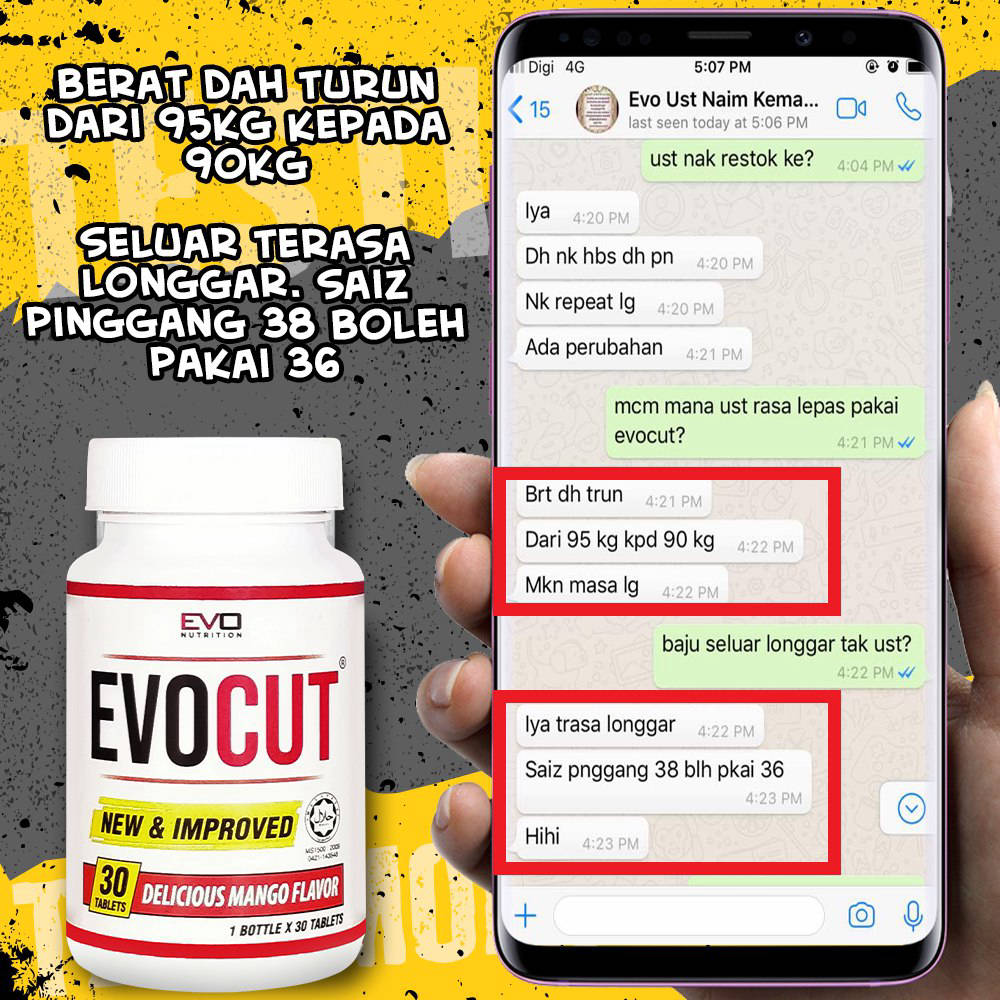 BERAT DAH TURUN
DARI 95KG KEPADA
90KG
SELUAR TERASA
LONGGAR. SAIZ
PINGGANG 38 BOLEH
PAKAI 36
EVO
NUTRITION
EVOCUT®
NEW & IMPROVED
حلال
MS1500: 2009
30
TABLETS
DELICIOUS MANGO FLAVOR
1 BOTTLE X 30 TABLETS
Digi 4G 5:07 PM
15 Evo Ust Naim Kema...
last seen today at 5:06 PM
ust nak restok ke? 4:04 PM
Iya 4:20 PM
Dh nk hbs dh pn 4:20 PM
Nk repeat lg 4:20 PM
Ada perubahan 4:21 PM
mcm mana ust rasa lepas pakai
evocut? 4:21 PM
Brt dh trun 4:21 PM
Dari 95 kg kpd 90 kg 4:22 PM
Mkn masa lg 4:22 PM
baju seluar longgar tak ust?
4:22 PM
Iya trasa longgar 4:22 PM
Saiz pnggang 38 blh pkai 36
4:23 PM
Hihi 4:23 PM